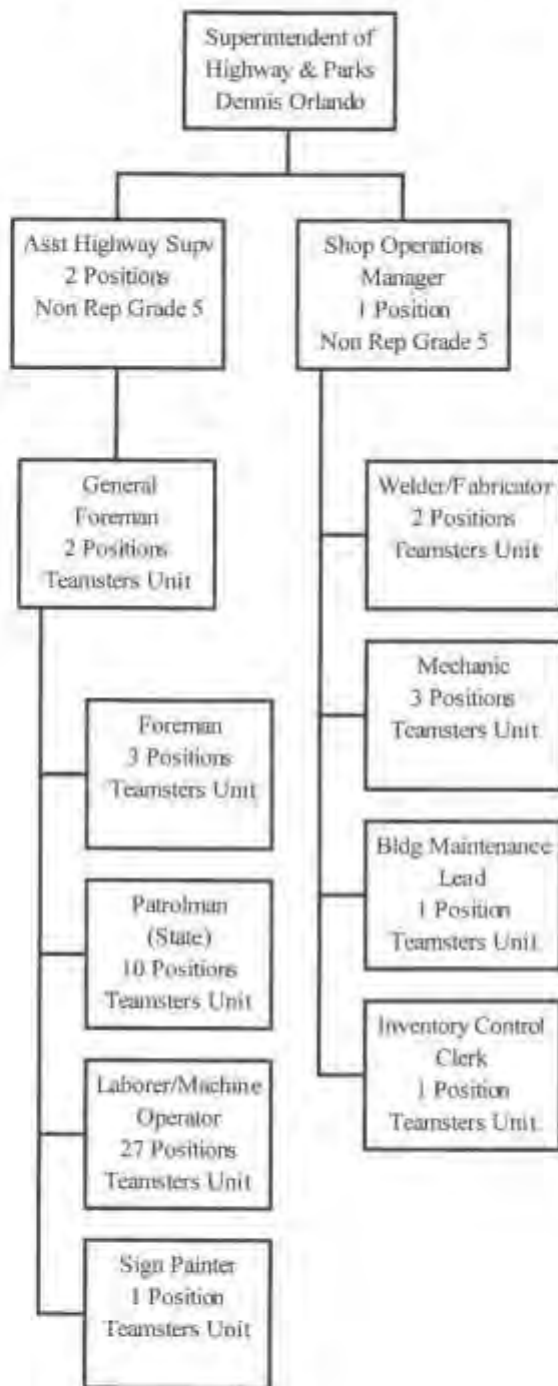 Superintendent of
Highway & Parks
Dennis Orlando
Asst Highway Supv
2 Positions
Non Rep Grade 5
Shop Operations
Manager
1 Position
Non Rep Grade 5
General
Foreman
2 Positions
Teamsters Unit
Welder/Fabricator
2 Positions
Teamsters Unit
Mechanic
3 Positions
Teamsters Unit
Foreman
3 Positions
Teamsters Unit
Bldg Maintenance
Lead
1 Position
Teamsters Unit
Patrolman
(State)
10 Positions
Teamsters Unit
Inventory Control
Clerk
1 Position
Teamsters Unit
Laborer/Machine
Operator
27 Positions
Teamsters Unit
Sign Painter
1 Position
Teamsters Unit